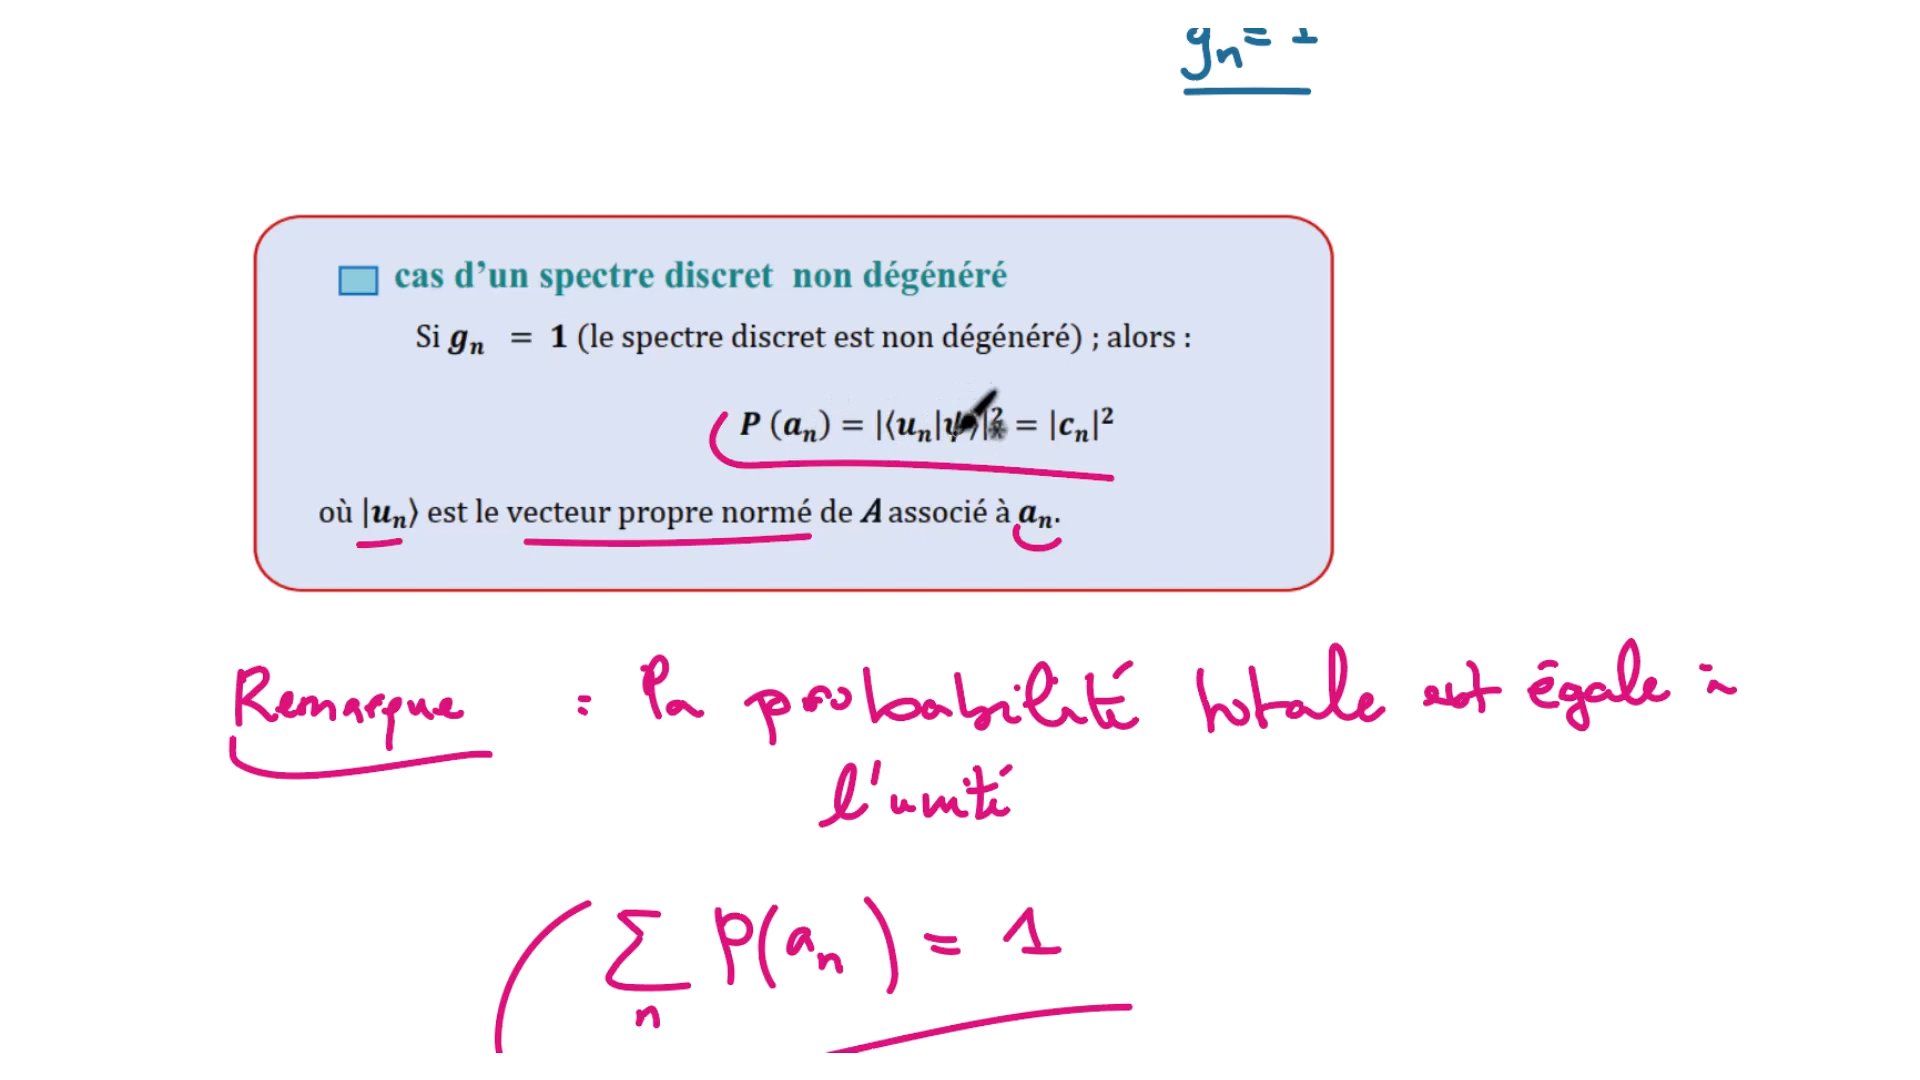 gₙ = 1
cas d’un spectre discret non dégénéré
Si gₙ = 1 (le spectre discret est non dégénéré) ; alors :
P (aₙ) = |⟨uₙ|ψ⟩|² = |cₙ|²
où |uₙ⟩ est le vecteur propre normé de A associé à aₙ.
Remarque : la probabilité totale est égale à
l'unité
∑ P(aₙ) = 1
n